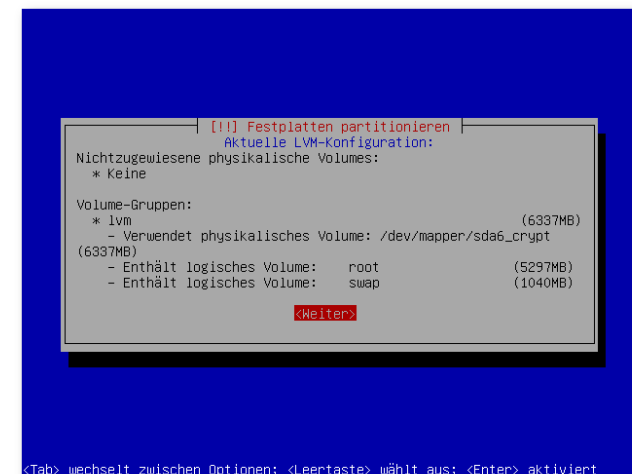 [!!] Festplatten partitionieren
Aktuelle LVM-Konfiguration:
Nichtzugewiesene physikalische Volumes:
* Keine
Volume-Gruppen:
* lvm (6337MB)
- Verwendet physikalisches Volume: /dev/mapper/sda6_crypt
(6337MB)
- Enthält logisches Volume: root (5297MB)
- Enthält logisches Volume: swap (1040MB)
<Weiter>
<Tab> wechselt zwischen Optionen; <Leertaste> wählt aus; <Enter> aktiviert